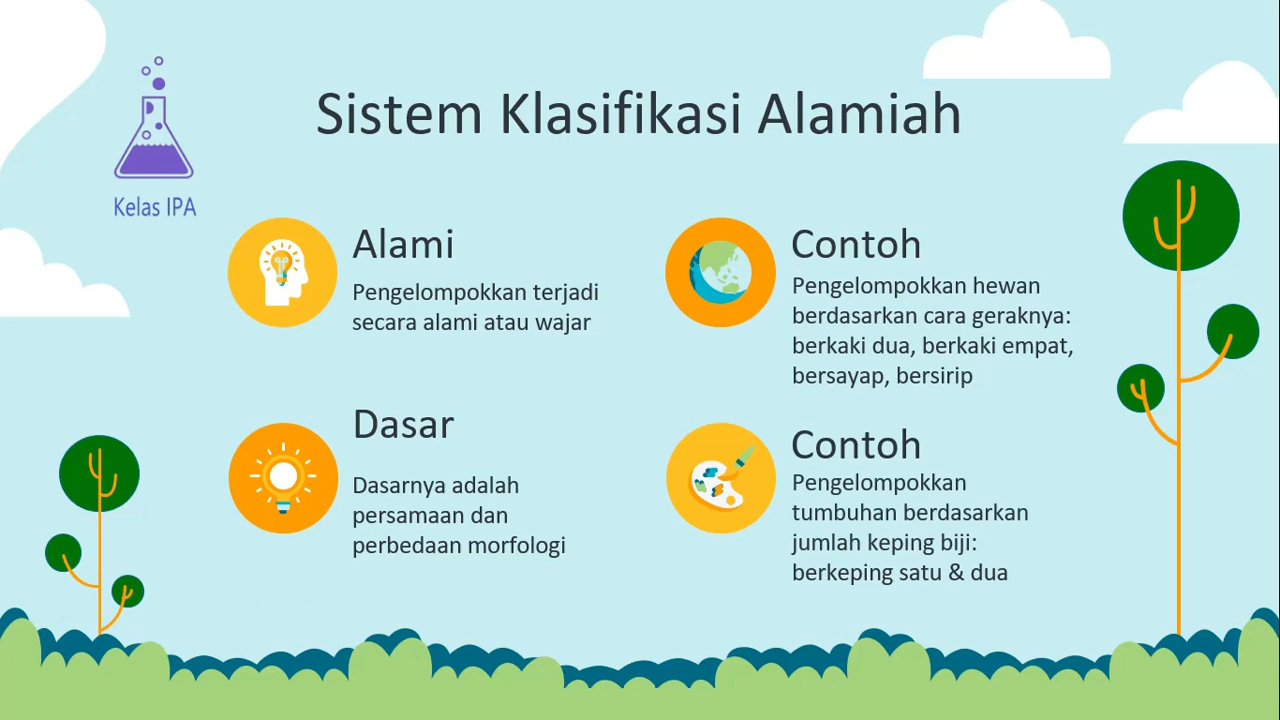 Sistem Klasifikasi Alamiah
Kelas IPA
Alami
Pengelompokkan terjadi
secara alami atau wajar
Contoh
Pengelompokkan hewan
berdasarkan cara geraknya:
berkaki dua, berkaki empat,
bersayap, bersirip
Dasar
Dasarnya adalah
persamaan dan
perbedaan morfologi
Contoh
Pengelompokkan
tumbuhan berdasarkan
jumlah keping biji:
berkeping satu & dua